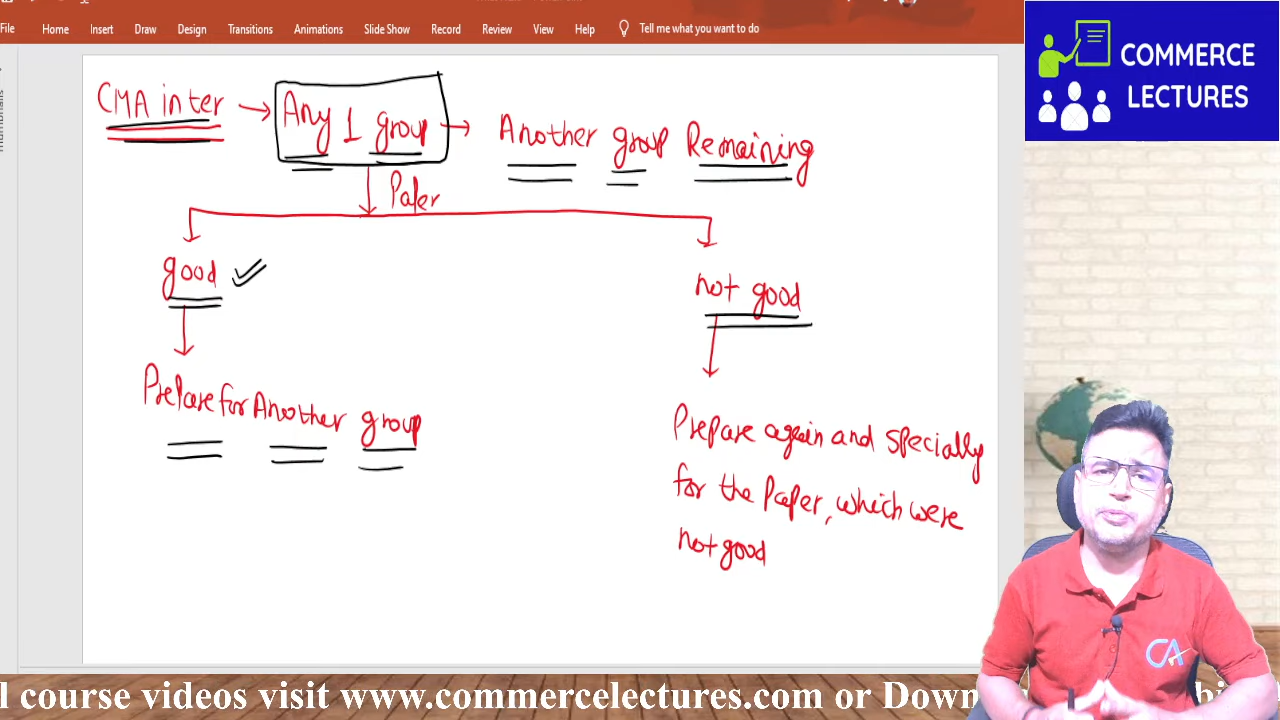 File Home Insert Draw Design Transitions Animations Slide Show Record Review View Help Tell me what you want to do
COMMERCE
LECTURES
CMA inter → Any 1 group → Another group Remaining
Paper
good
not good
Prepare for Another group
Prepare again and specially
for the Paper, which were
not good
CA
l course videos visit www.commercelectures.com or Down